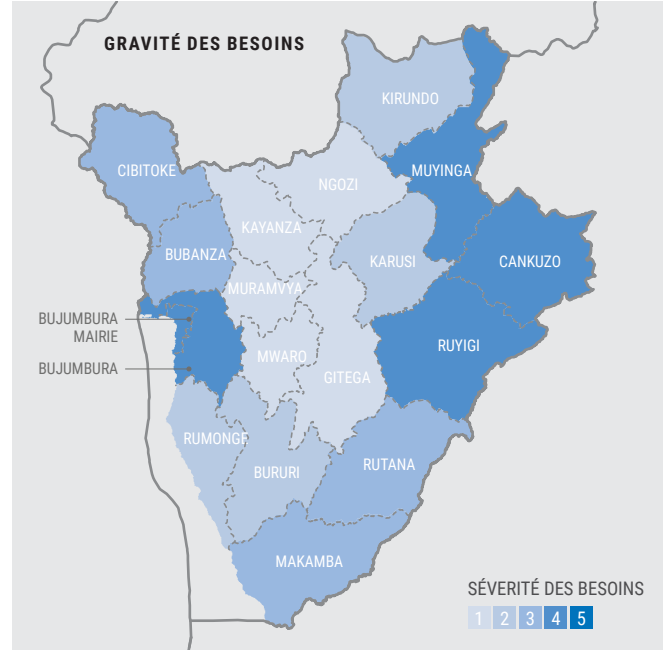 GRAVITÉ DES BESOINS
KIRUNDO
CIBITOKE
MUYINGA
NGOZI
KAYANZA
BUBANZA
KARUSI
CANKUZO
MURAMVYA
BUJUMBURA
MAIRIE
RUYIGI
MWARO
BUJUMBURA
GITEGA
RUMONGE
RUTANA
BURURI
MAKAMBA
SÉVERITÉ DES BESOINS
1 2 3 4 5